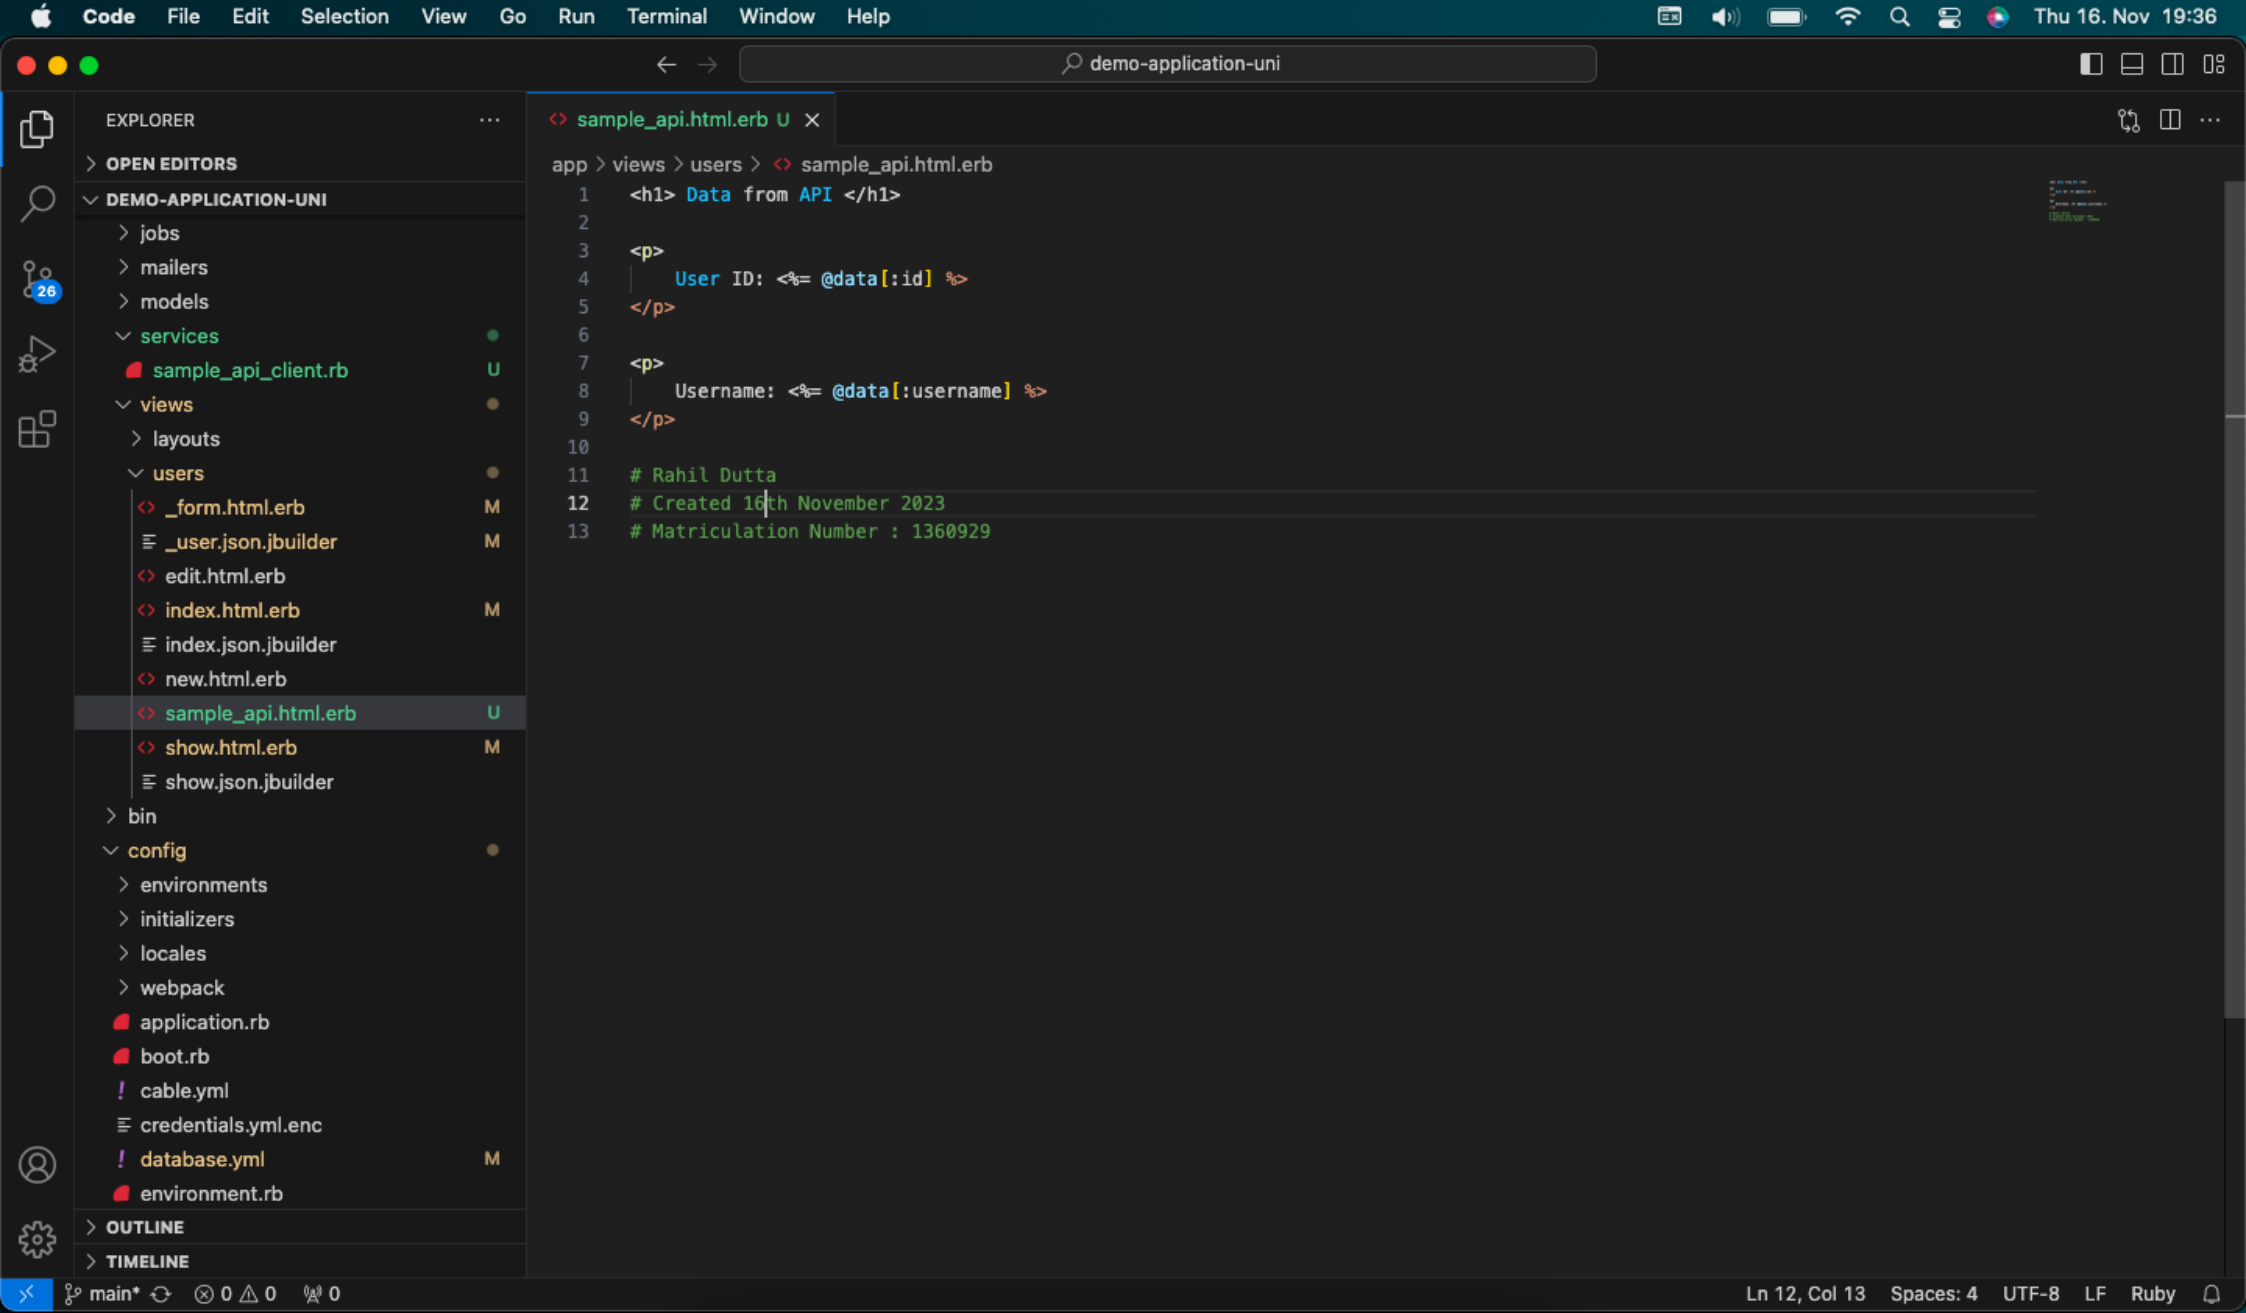 Code File Edit Selection View Go Run Terminal Window Help Thu 16. Nov 19:36
demo-application-uni
EXPLORER
OPEN EDITORS
DEMO-APPLICATION-UNI
jobs
mailers
models
services
sample_api_client.rb U
views
layouts
users
_form.html.erb M
_user.json.jbuilder M
edit.html.erb
index.html.erb M
index.json.jbuilder
new.html.erb
sample_api.html.erb U
show.html.erb M
show.json.jbuilder
bin
config
environments
initializers
locales
webpack
application.rb
boot.rb
cable.yml
credentials.yml.enc
database.yml M
environment.rb
OUTLINE
TIMELINE
26
sample_api.html.erb U
app > views > users > sample_api.html.erb
1 <h1> Data from API </h1>
2
3 <p>
4 User ID: <%= @data[:id] %>
5 </p>
6
7 <p>
8 Username: <%= @data[:username] %>
9 </p>
10
11 # Rahil Dutta
12 # Created 16th November 2023
13 # Matriculation Number : 1360929
main* 0 0 0 Ln 12, Col 13 Spaces: 4 UTF-8 LF Ruby